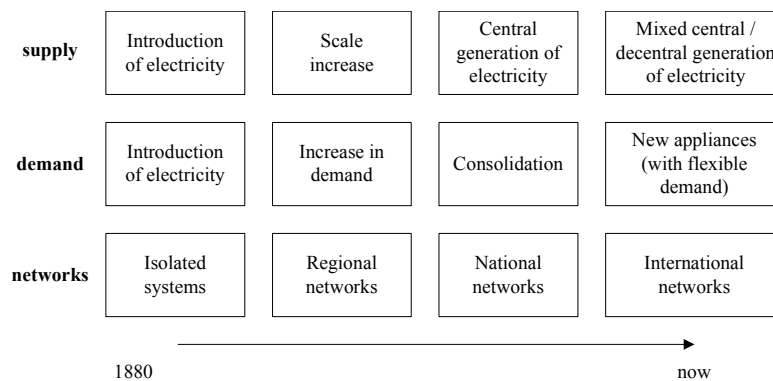 supply
Introduction
of electricity
Scale
increase
Central
generation of
electricity
Mixed central /
decentral generation
of electricity
demand
Introduction
of electricity
Increase in
demand
Consolidation
New appliances
(with flexible
demand)
networks
Isolated
systems
Regional
networks
National
networks
International
networks
1880
now